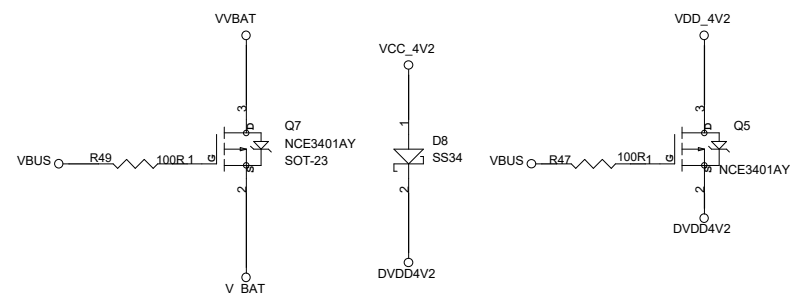 VVBAT
3
D
Q7
NCE3401AY
SOT-23
VBUS
R49
100R
1
G
S
2
V_BAT
VCC_4V2
1
D8
SS34
2
DVDD4V2
VDD_4V2
3
D
Q5
NCE3401AY
VBUS
R47
100R
1
G
S
2
DVDD4V2